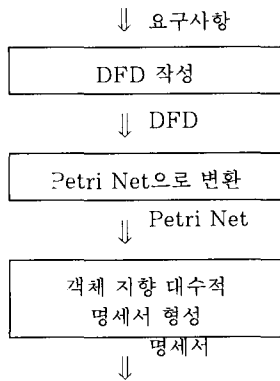 ⇓ 요구사항
DFD 작성
⇓ DFD
Petri Net으로 변환
⇓ Petri Net
객체 지향 대수적
명세서 형성
명세서
⇓